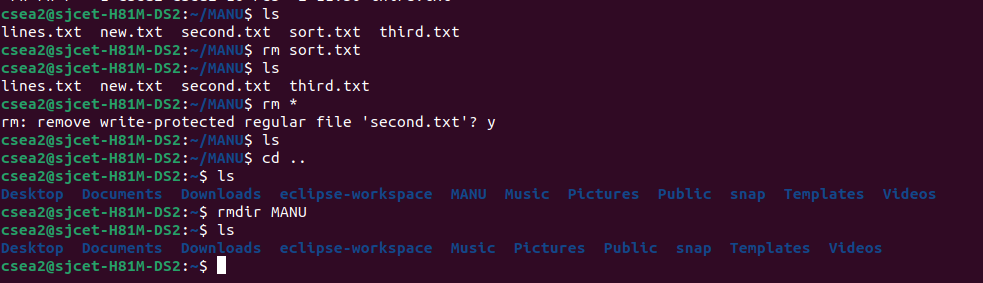 csea2@sjcet-H81M-DS2:~/MANU$ ls
lines.txt  new.txt  second.txt  sort.txt  third.txt
csea2@sjcet-H81M-DS2:~/MANU$ rm sort.txt
csea2@sjcet-H81M-DS2:~/MANU$ ls
lines.txt  new.txt  second.txt  third.txt
csea2@sjcet-H81M-DS2:~/MANU$ rm *
rm: remove write-protected regular file 'second.txt'? y
csea2@sjcet-H81M-DS2:~/MANU$ ls
csea2@sjcet-H81M-DS2:~/MANU$ cd ..
csea2@sjcet-H81M-DS2:~$ ls
Desktop  Documents  Downloads  eclipse-workspace  MANU  Music  Pictures  Public  snap  Templates  Videos
csea2@sjcet-H81M-DS2:~$ rmdir MANU
csea2@sjcet-H81M-DS2:~$ ls
Desktop  Documents  Downloads  eclipse-workspace  Music  Pictures  Public  snap  Templates  Videos
csea2@sjcet-H81M-DS2:~$